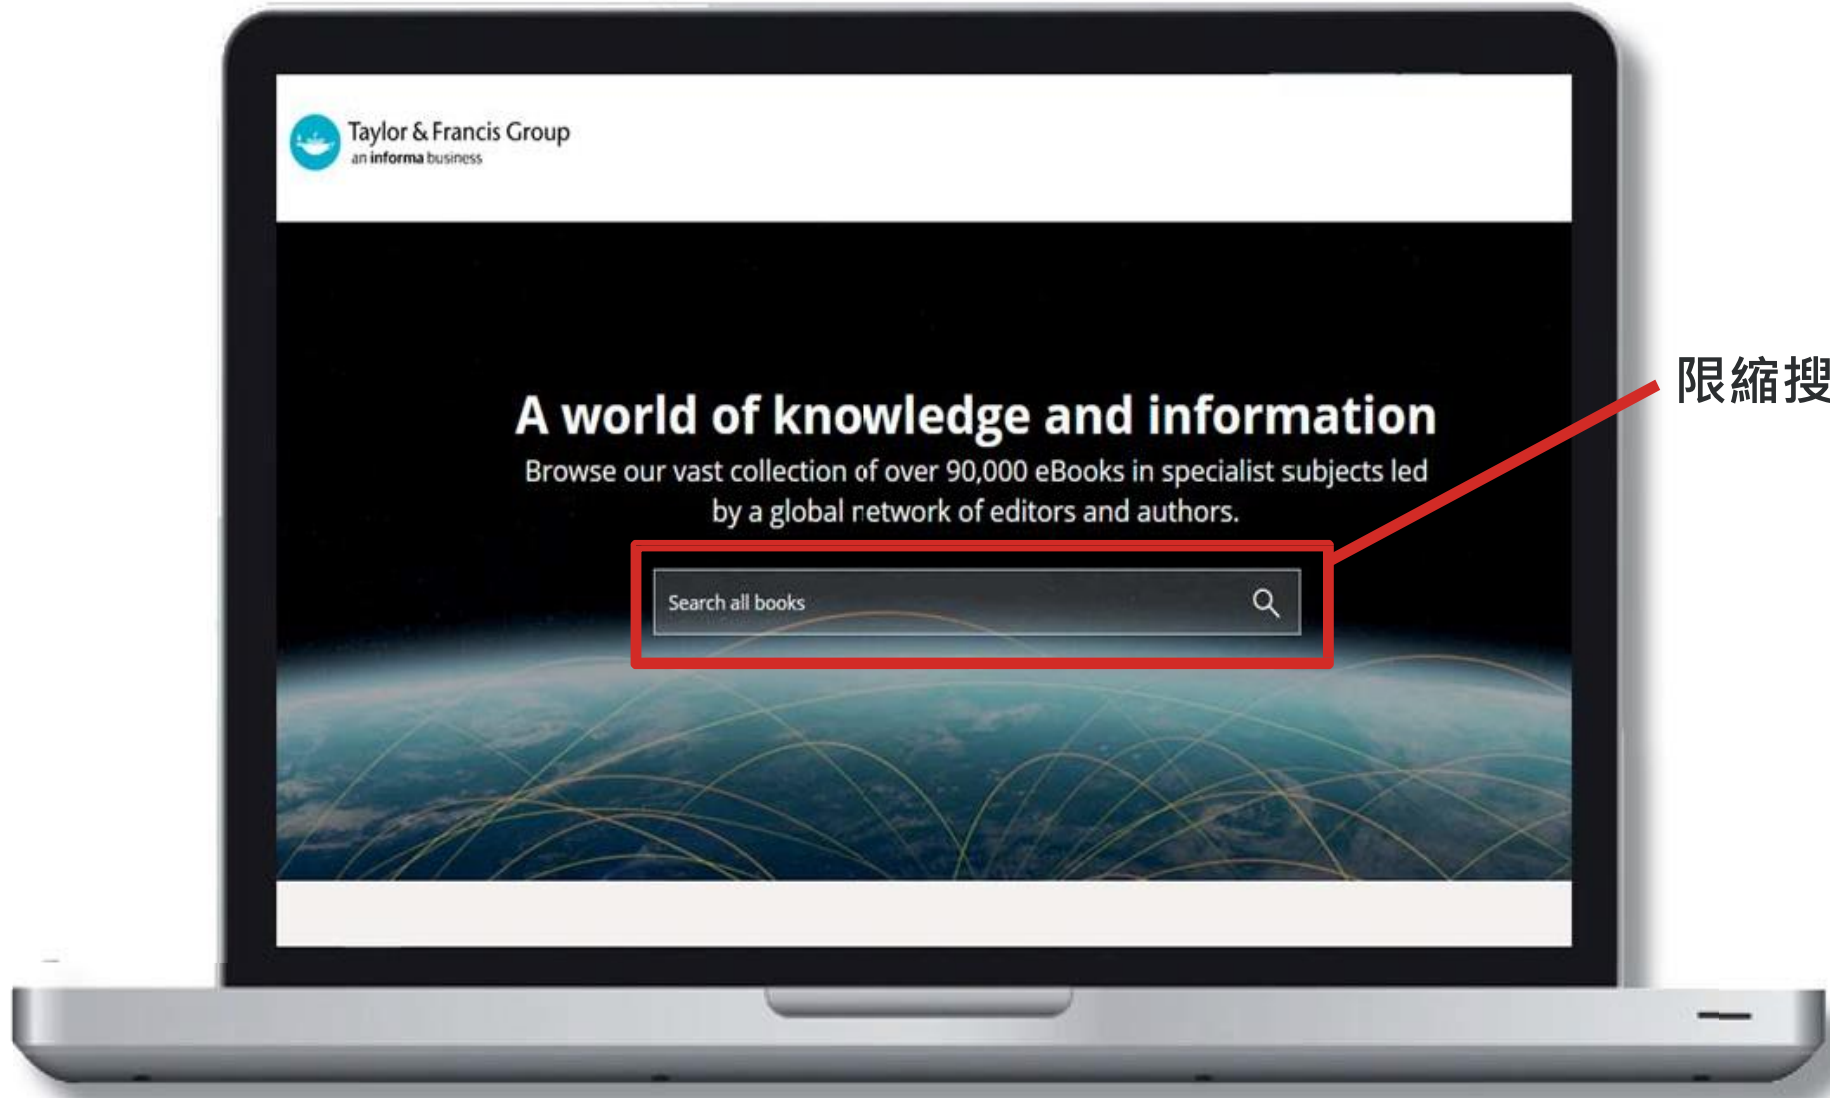 Taylor & Francis Group
an informa business
A world of knowledge and information
Browse our vast collection of over 90,000 eBooks in specialist subjects led
by a global network of editors and authors.
Search all books
限縮搜